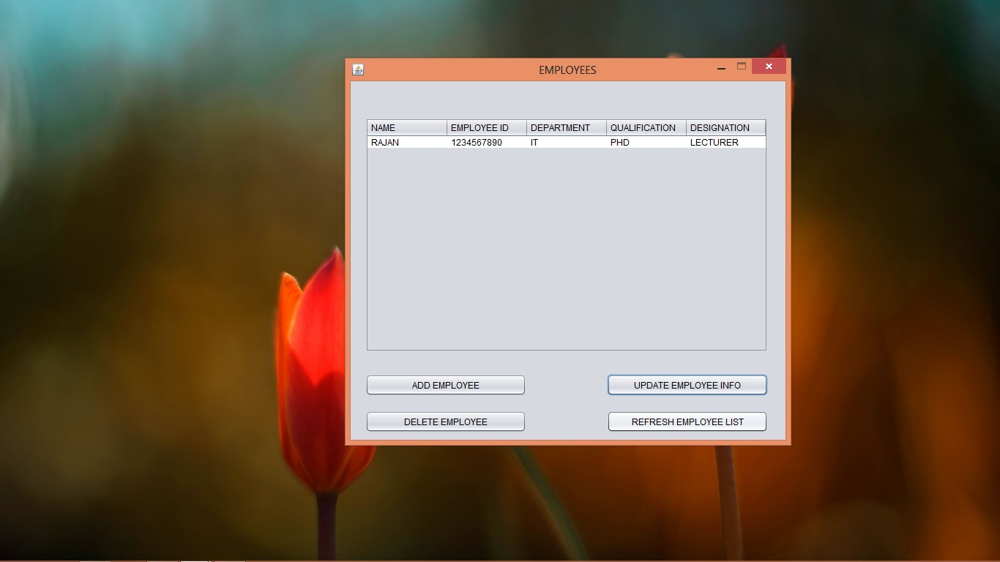 EMPLOYEES
NAME EMPLOYEE ID DEPARTMENT QUALIFICATION DESIGNATION
RAJAN 1234567890 IT PHD LECTURER
ADD EMPLOYEE UPDATE EMPLOYEE INFO
DELETE EMPLOYEE REFRESH EMPLOYEE LIST